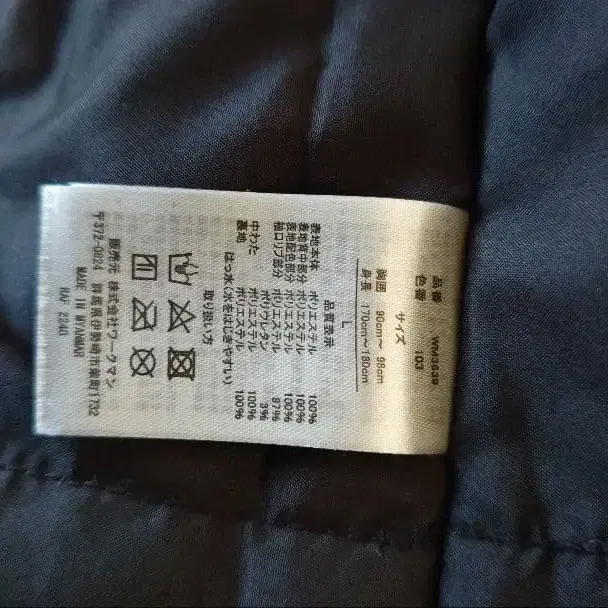 品番 WM3639
色番 103
サイズ
胸囲 90cm～ 98cm
身長 170cm～180cm
L
品質表示
表地本体 ポリエステル 100%
表地背中部分 ポリエステル 100%
表地配色部分 ポリエステル 100%
袖口リブ部分 ポリエステル 97%
ポリウレタン 3%
中わた ポリエステル 100%
裏地 ポリエステル 100%
はっ水(水をはじきやすい)
取り扱い方
販売元 株式会社ワークマン
〒372-0824 群馬県伊勢崎市柴町1732
MADE IN MYANMAR
RAF 2240